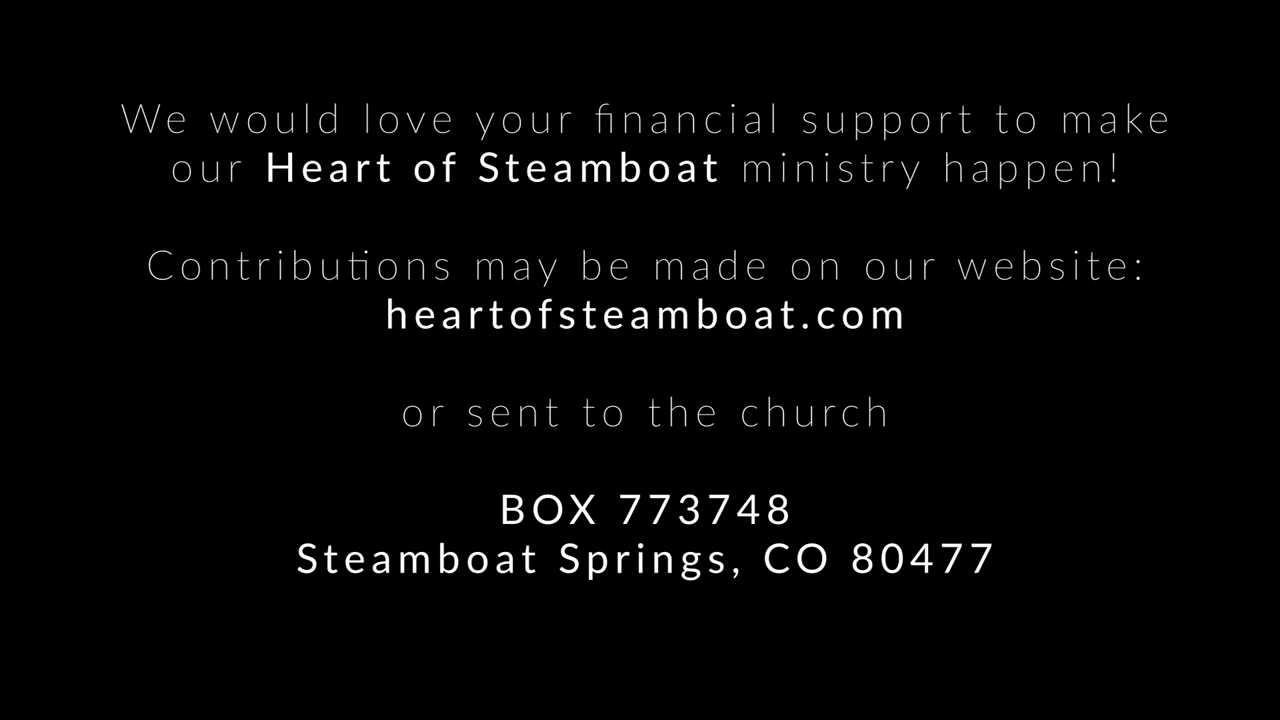 We would love your financial support to make
our Heart of Steamboat ministry happen!
Contributions may be made on our website:
heartofsteamboat.com
or sent to the church
BOX 773748
Steamboat Springs, CO 80477